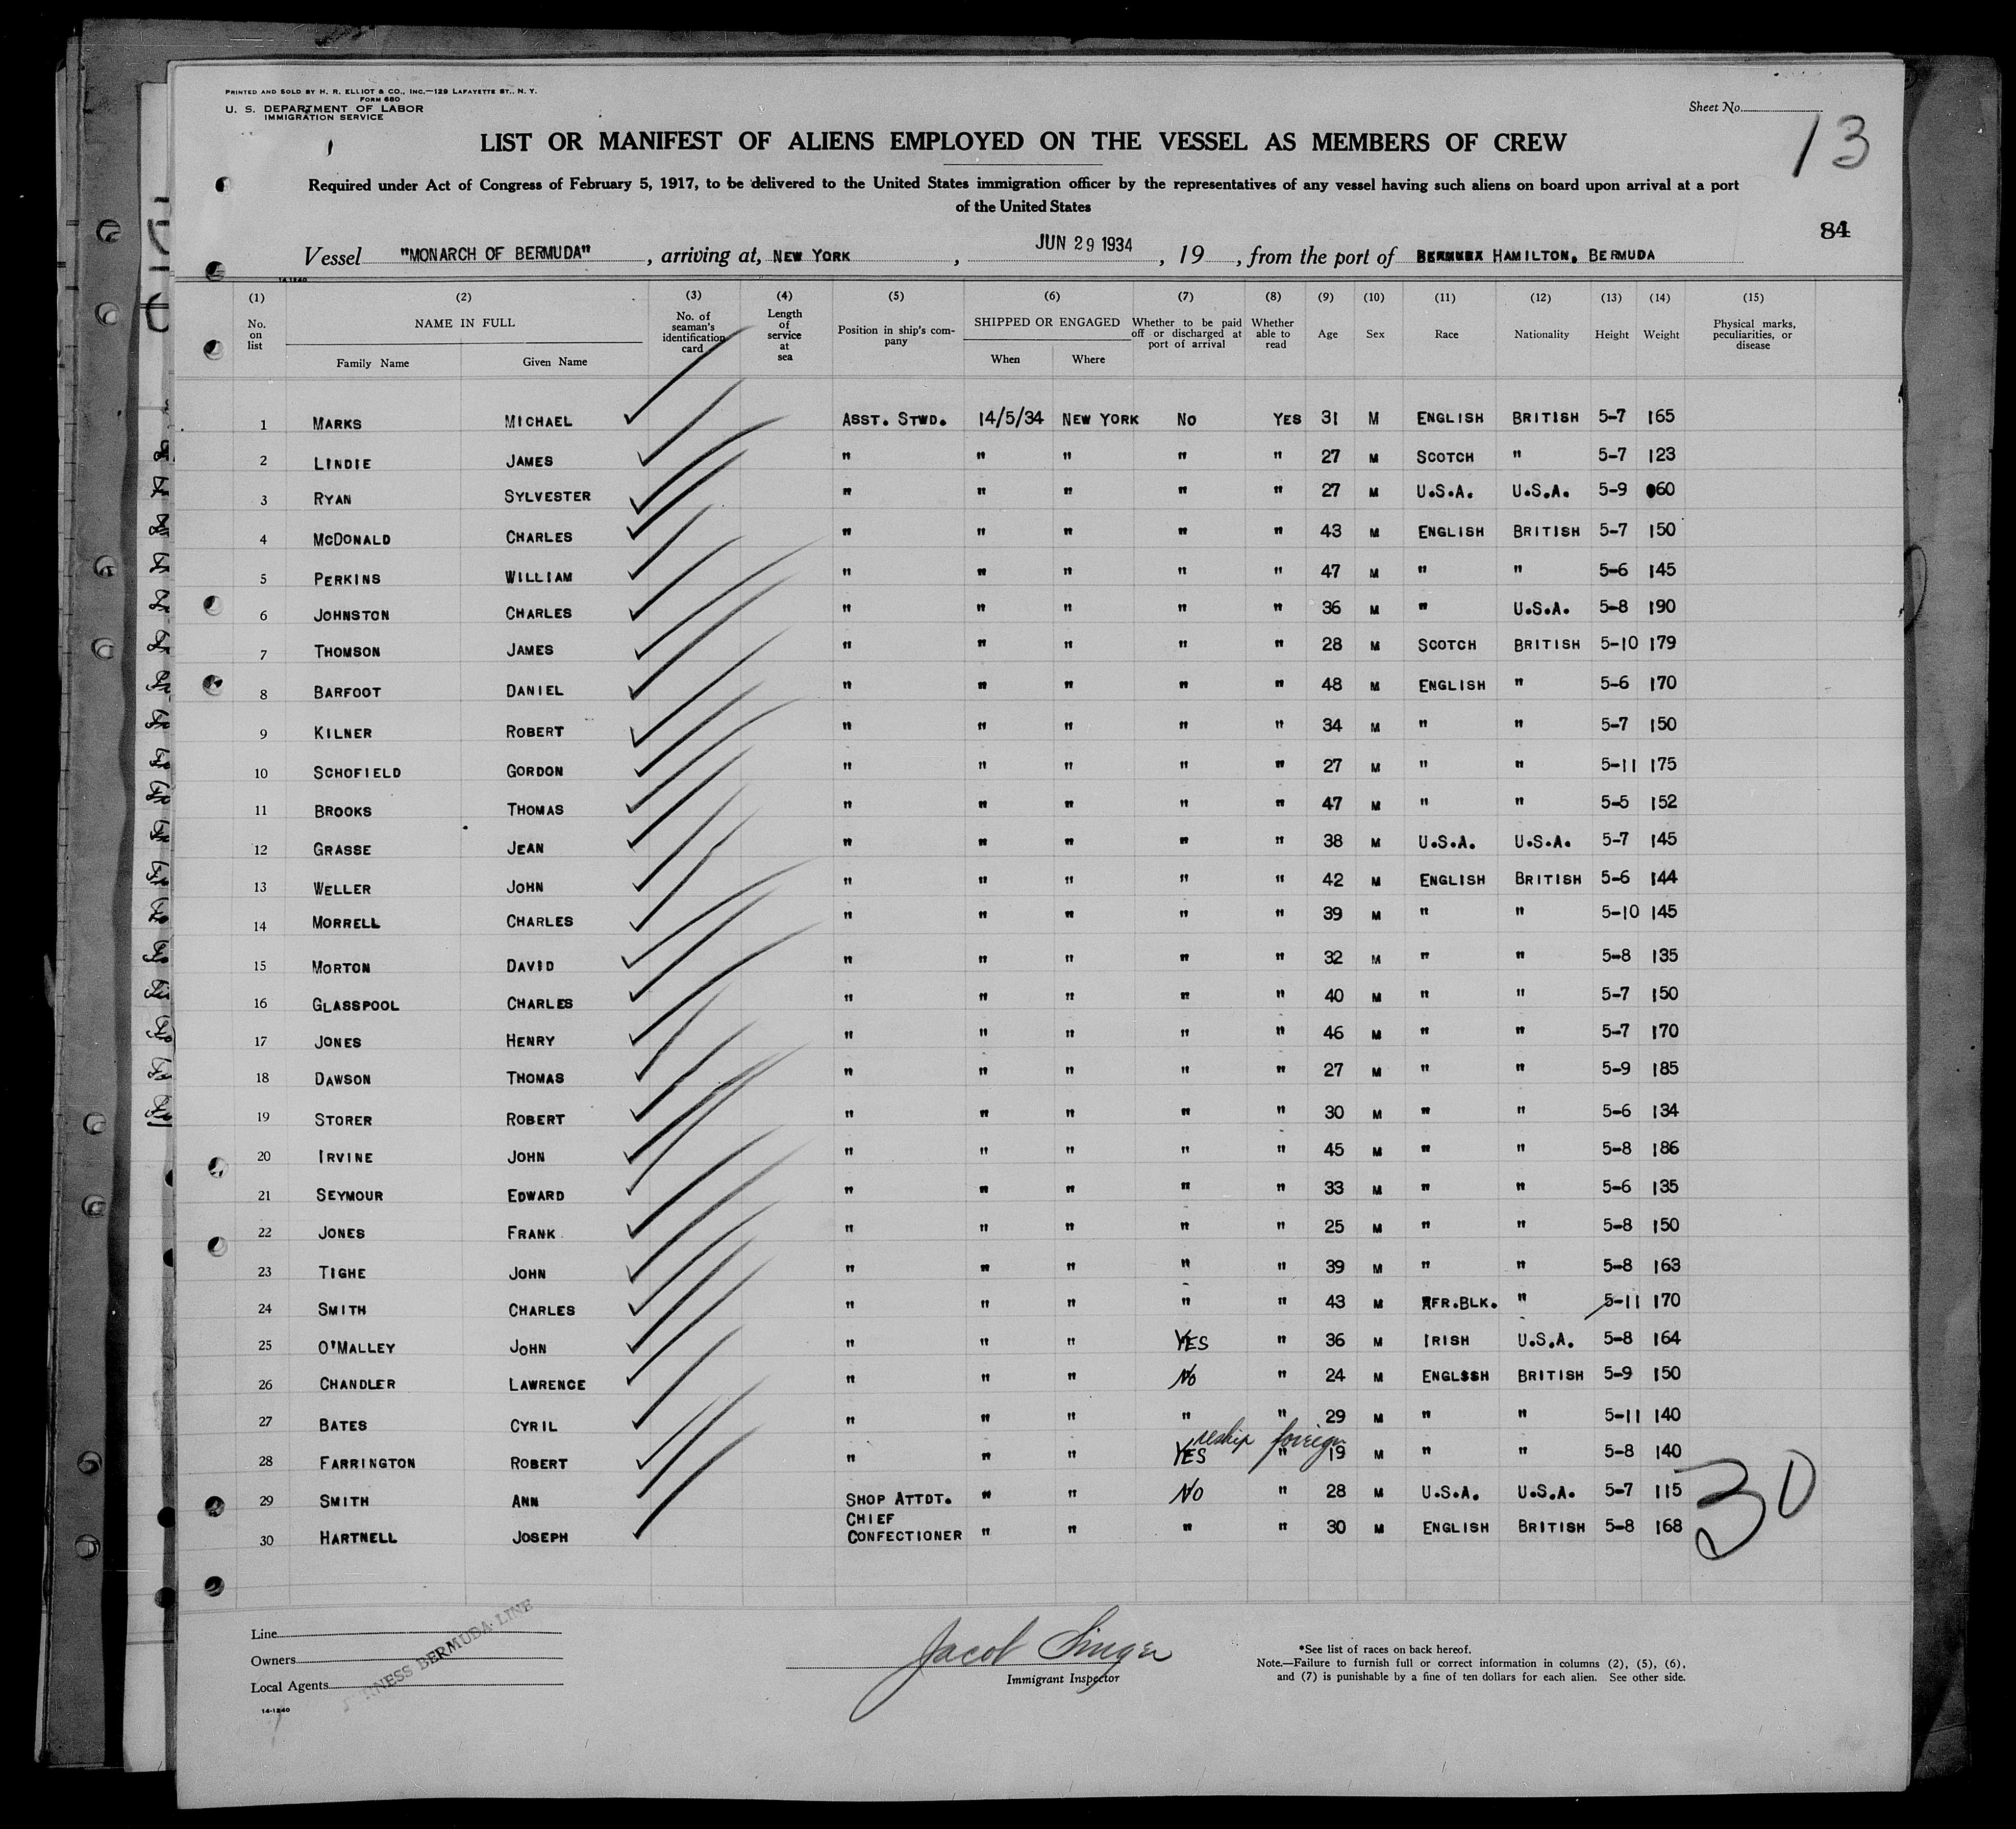 PRINTED AND SOLD BY H. R. ELLIOT & CO., INC.—129 LAFAYETTE ST., N. Y.
FORM 680
U. S. DEPARTMENT OF LABOR
IMMIGRATION SERVICE
Sheet No.
13
LIST OR MANIFEST OF ALIENS EMPLOYED ON THE VESSEL AS MEMBERS OF CREW
Required under Act of Congress of February 5, 1917, to be delivered to the United States immigration officer by the representatives of any vessel having such aliens on board upon arrival at a port
of the United States
84
Vessel "MONARCH OF BERMUDA", arriving at, NEW YORK, JUN 29 1934, 19, from the port of HAMILTON, BERMUDA
14-1240
(1) (2) (3) (4) (5) (6) (7) (8) (9) (10) (11) (12) (13) (14) (15)
No. on list NAME IN FULL Family Name Given Name No. of seaman's identification card Length of service at sea Position in ship's company SHIPPED OR ENGAGED When Where Whether to be paid off or discharged at port of arrival Whether able to read Age Sex Race Nationality Height Weight Physical marks, peculiarities, or disease
1 MARKS MICHAEL ASST. STWD. 14/5/34 NEW YORK NO YES 31 M ENGLISH BRITISH 5-7 165
2 LINDIE JAMES " " " " " 27 M SCOTCH " 5-7 123
3 RYAN SYLVESTER " " " " " 27 M U.S.A. U.S.A. 5-9 60
4 MCDONALD CHARLES " " " " " 43 M ENGLISH BRITISH 5-7 150
5 PERKINS WILLIAM " " " " " 47 M " " 5-6 145
6 JOHNSTON CHARLES " " " " " 36 M " U.S.A. 5-8 190
7 THOMSON JAMES " " " " " 28 M SCOTCH BRITISH 5-10 179
8 BARFOOT DANIEL " " " " " 48 M ENGLISH " 5-6 170
9 KILNER ROBERT " " " " " 34 M " " 5-7 150
10 SCHOFIELD GORDON " " " " " 27 M " " 5-11 175
11 BROOKS THOMAS " " " " " 47 M " " 5-5 152
12 GRASSE JEAN " " " " " 38 M U.S.A. U.S.A. 5-7 145
13 WELLER JOHN " " " " " 42 M ENGLISH BRITISH 5-6 144
14 MORRELL CHARLES " " " " " 39 M " " 5-10 145
15 MORTON DAVID " " " " " 32 M " " 5-8 135
16 GLASSPOOL CHARLES " " " " " 40 M " " 5-7 150
17 JONES HENRY " " " " " 46 M " " 5-7 170
18 DAWSON THOMAS " " " " " 27 M " " 5-9 185
19 STORER ROBERT " " " " " 30 M " " 5-6 134
20 IRVINE JOHN " " " " " 45 M " " 5-8 186
21 SEYMOUR EDWARD " " " " " 33 M " " 5-6 135
22 JONES FRANK " " " " " 25 M " " 5-8 150
23 TIGHE JOHN " " " " " 39 M " " 5-8 163
24 SMITH CHARLES " " " " " 43 M AFR.BLK. " 5-11 170
25 O'MALLEY JOHN " " " YES " 36 M IRISH U.S.A. 5-8 164
26 CHANDLER LAWRENCE " " " No " 24 M ENGLSSH BRITISH 5-9 150
27 BATES CYRIL " " " " " 29 M " " 5-11 140
reship foreign
28 FARRINGTON ROBERT " " " YES " 19 M " " 5-8 140
29 SMITH ANN SHOP ATTDT. " " No " 28 M U.S.A. U.S.A. 5-7 115
30 HARTNELL JOSEPH CHIEF CONFECTIONER " " " " 30 M ENGLISH BRITISH 5-8 168
30
Line
Owners
Local Agents
BERMUDA LINE
14-1240
Jacob Singer
Immigrant Inspector
*See list of races on back hereof.
Note.—Failure to furnish full or correct information in columns (2), (5), (6),
and (7) is punishable by a fine of ten dollars for each alien. See other side.